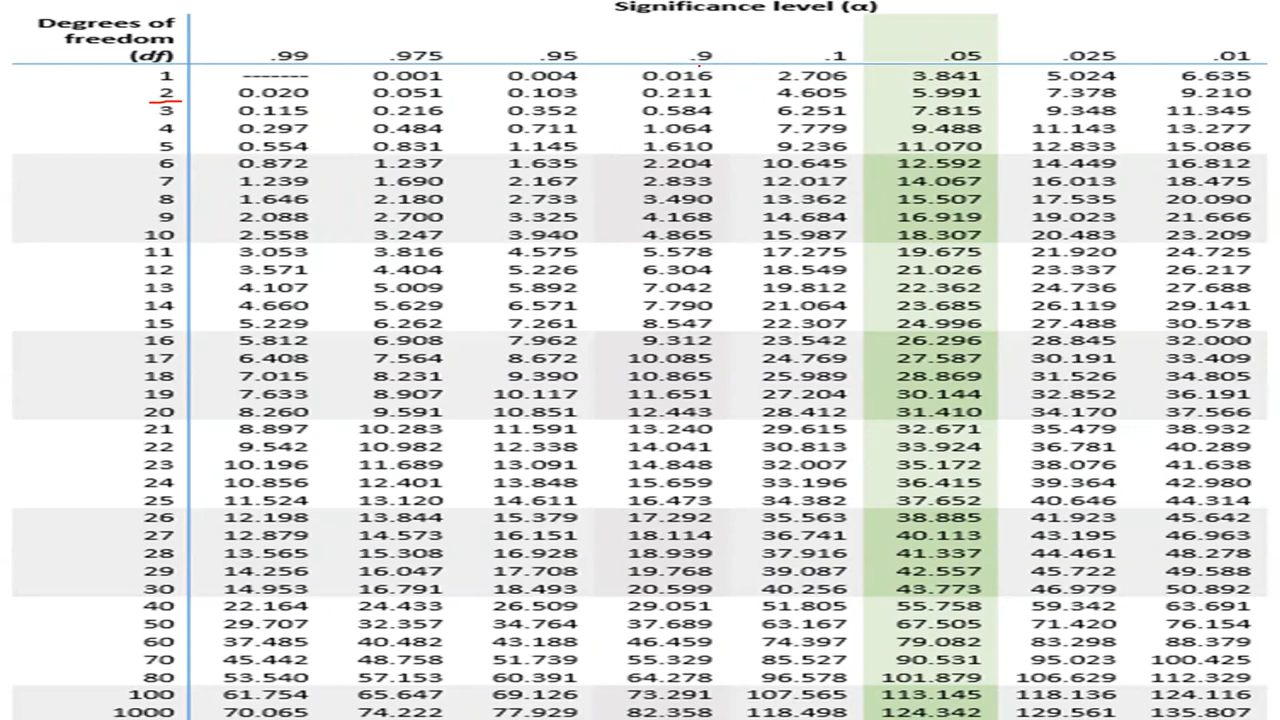 Significance level (α)
Degrees of
freedom
(df) .99 .975 .95 .9 .1 .05 .025 .01
1 ------- 0.001 0.004 0.016 2.706 3.841 5.024 6.635
2 0.020 0.051 0.103 0.211 4.605 5.991 7.378 9.210
3 0.115 0.216 0.352 0.584 6.251 7.815 9.348 11.345
4 0.297 0.484 0.711 1.064 7.779 9.488 11.143 13.277
5 0.554 0.831 1.145 1.610 9.236 11.070 12.833 15.086
6 0.872 1.237 1.635 2.204 10.645 12.592 14.449 16.812
7 1.239 1.690 2.167 2.833 12.017 14.067 16.013 18.475
8 1.646 2.180 2.733 3.490 13.362 15.507 17.535 20.090
9 2.088 2.700 3.325 4.168 14.684 16.919 19.023 21.666
10 2.558 3.247 3.940 4.865 15.987 18.307 20.483 23.209
11 3.053 3.816 4.575 5.578 17.275 19.675 21.920 24.725
12 3.571 4.404 5.226 6.304 18.549 21.026 23.337 26.217
13 4.107 5.009 5.892 7.042 19.812 22.362 24.736 27.688
14 4.660 5.629 6.571 7.790 21.064 23.685 26.119 29.141
15 5.229 6.262 7.261 8.547 22.307 24.996 27.488 30.578
16 5.812 6.908 7.962 9.312 23.542 26.296 28.845 32.000
17 6.408 7.564 8.672 10.085 24.769 27.587 30.191 33.409
18 7.015 8.231 9.390 10.865 25.989 28.869 31.526 34.805
19 7.633 8.907 10.117 11.651 27.204 30.144 32.852 36.191
20 8.260 9.591 10.851 12.443 28.412 31.410 34.170 37.566
21 8.897 10.283 11.591 13.240 29.615 32.671 35.479 38.932
22 9.542 10.982 12.338 14.041 30.813 33.924 36.781 40.289
23 10.196 11.689 13.091 14.848 32.007 35.172 38.076 41.638
24 10.856 12.401 13.848 15.659 33.196 36.415 39.364 42.980
25 11.524 13.120 14.611 16.473 34.382 37.652 40.646 44.314
26 12.198 13.844 15.379 17.292 35.563 38.885 41.923 45.642
27 12.879 14.573 16.151 18.114 36.741 40.113 43.195 46.963
28 13.565 15.308 16.928 18.939 37.916 41.337 44.461 48.278
29 14.256 16.047 17.708 19.768 39.087 42.557 45.722 49.588
30 14.953 16.791 18.493 20.599 40.256 43.773 46.979 50.892
40 22.164 24.433 26.509 29.051 51.805 55.758 59.342 63.691
50 29.707 32.357 34.764 37.689 63.167 67.505 71.420 76.154
60 37.485 40.482 43.188 46.459 74.397 79.082 83.298 88.379
70 45.442 48.758 51.739 55.329 85.527 90.531 95.023 100.425
80 53.540 57.153 60.391 64.278 96.578 101.879 106.629 112.329
100 61.754 65.647 69.126 73.291 107.565 113.145 118.136 124.116
1000 70.065 74.222 77.929 82.358 118.498 124.342 129.561 135.807